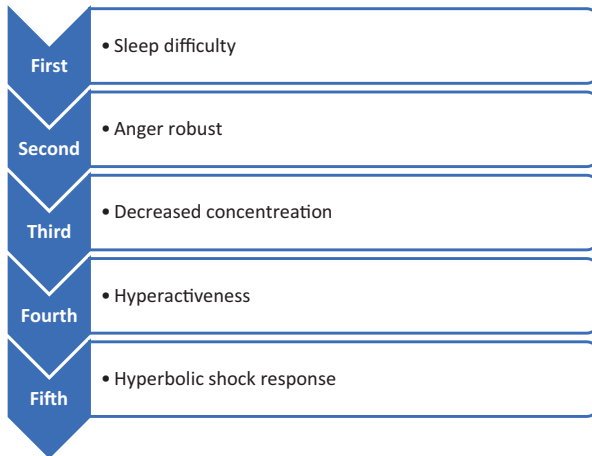 First
• Sleep difficulty
Second
• Anger robust
Third
• Decreased concentreation
Fourth
• Hyperactiveness
Fifth
• Hyperbolic shock response